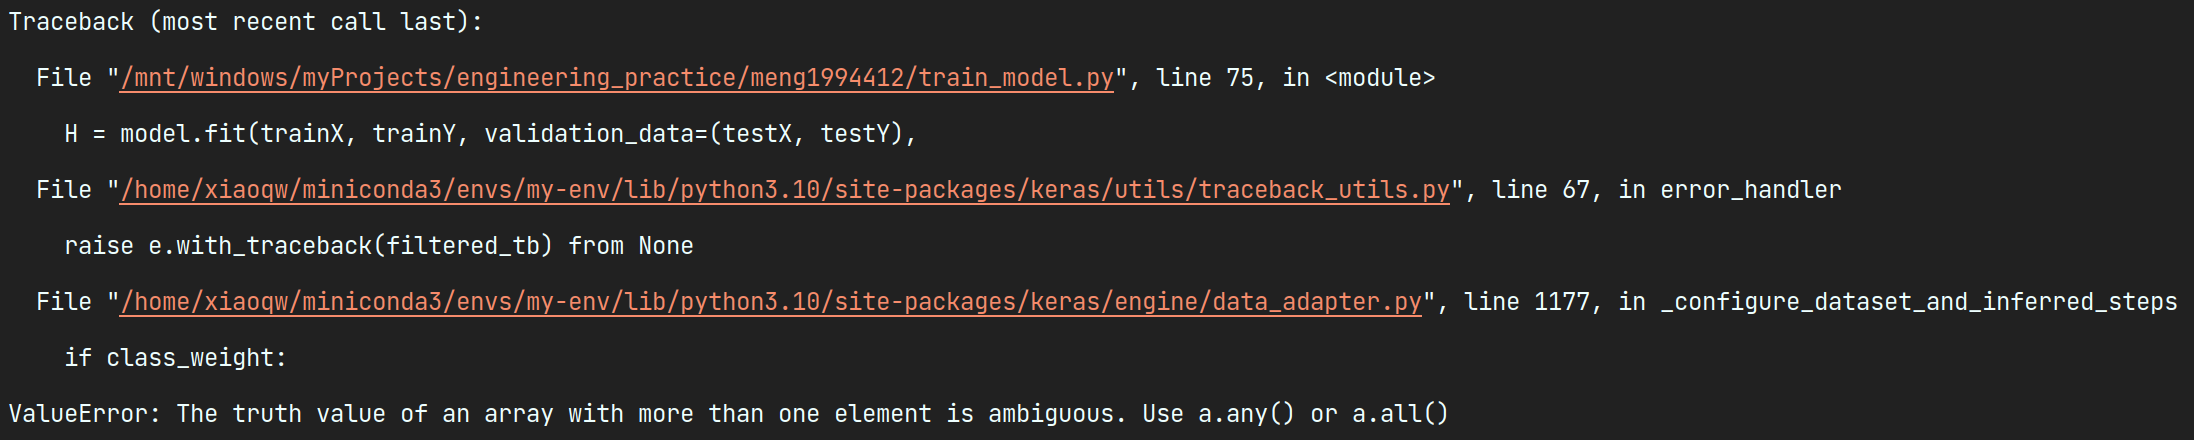 Traceback (most recent call last):
  File "/mnt/windows/myProjects/engineering_practice/meng1994412/train_model.py", line 75, in <module>
    H = model.fit(trainX, trainY, validation_data=(testX, testY),
  File "/home/xiaoqw/miniconda3/envs/my-env/lib/python3.10/site-packages/keras/utils/traceback_utils.py", line 67, in error_handler
    raise e.with_traceback(filtered_tb) from None
  File "/home/xiaoqw/miniconda3/envs/my-env/lib/python3.10/site-packages/keras/engine/data_adapter.py", line 1177, in _configure_dataset_and_inferred_steps
    if class_weight:
ValueError: The truth value of an array with more than one element is ambiguous. Use a.any() or a.all()